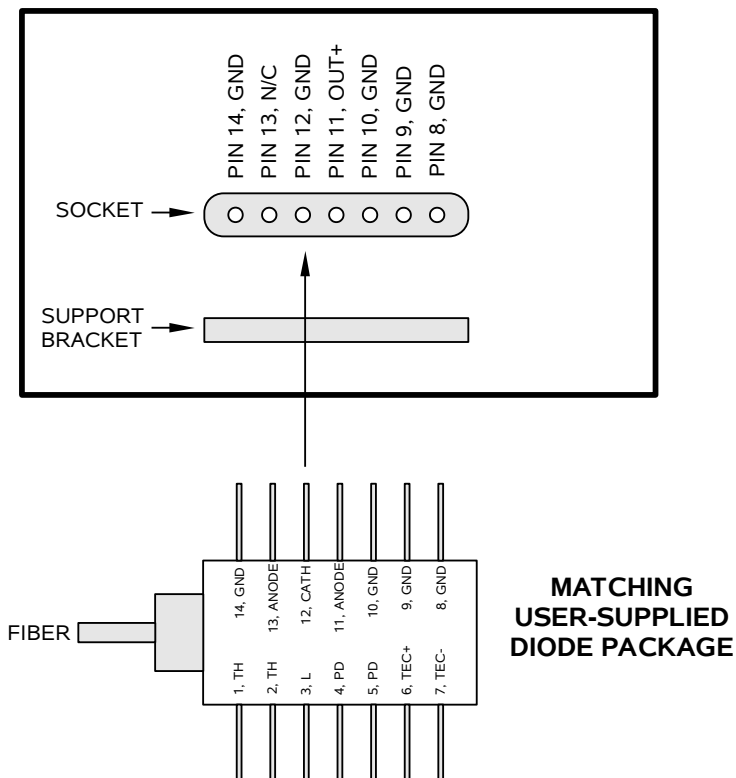 PIN 14, GND
PIN 13, N/C
PIN 12, GND
PIN 11, OUT+
PIN 10, GND
PIN 9, GND
PIN 8, GND
SOCKET
SUPPORT
BRACKET
14, GND
13, ANODE
12, CATH
11, ANODE
10, GND
9, GND
8, GND
FIBER
1, TH
2, TH
3, L
4, PD
5, PD
6, TEC+
7, TEC-
MATCHING
USER-SUPPLIED
DIODE PACKAGE